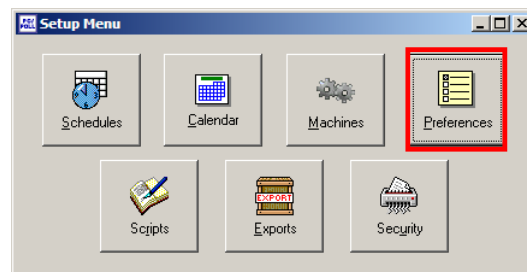 Setup Menu
Schedules
Calendar
Machines
Preferences
EXPORT
Scripts
Exports
Security